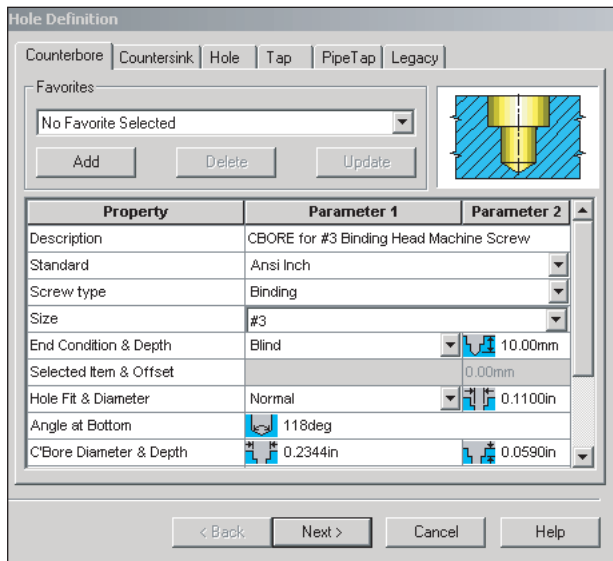 Hole Definition
Counterbore Countersink Hole Tap PipeTap Legacy
Favorites
No Favorite Selected
Add Delete Update
Property Parameter 1 Parameter 2
Description CBORE for #3 Binding Head Machine Screw
Standard Ansi Inch
Screw type Binding
Size #3
End Condition & Depth Blind 10.00mm
Selected Item & Offset 0.00mm
Hole Fit & Diameter Normal 0.1100in
Angle at Bottom 118deg
C'Bore Diameter & Depth 0.2344in 0.0590in
< Back Next > Cancel Help